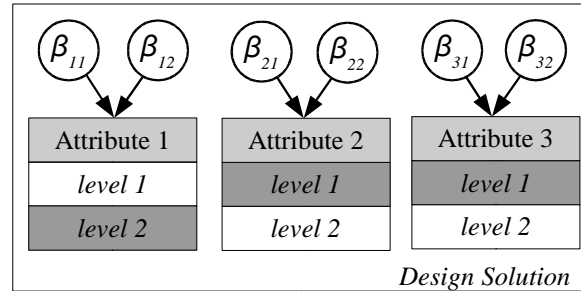 β11 β12 β21 β22 β31 β32
Attribute 1 Attribute 2 Attribute 3
level 1 level 1 level 1
level 2 level 2 level 2
Design Solution